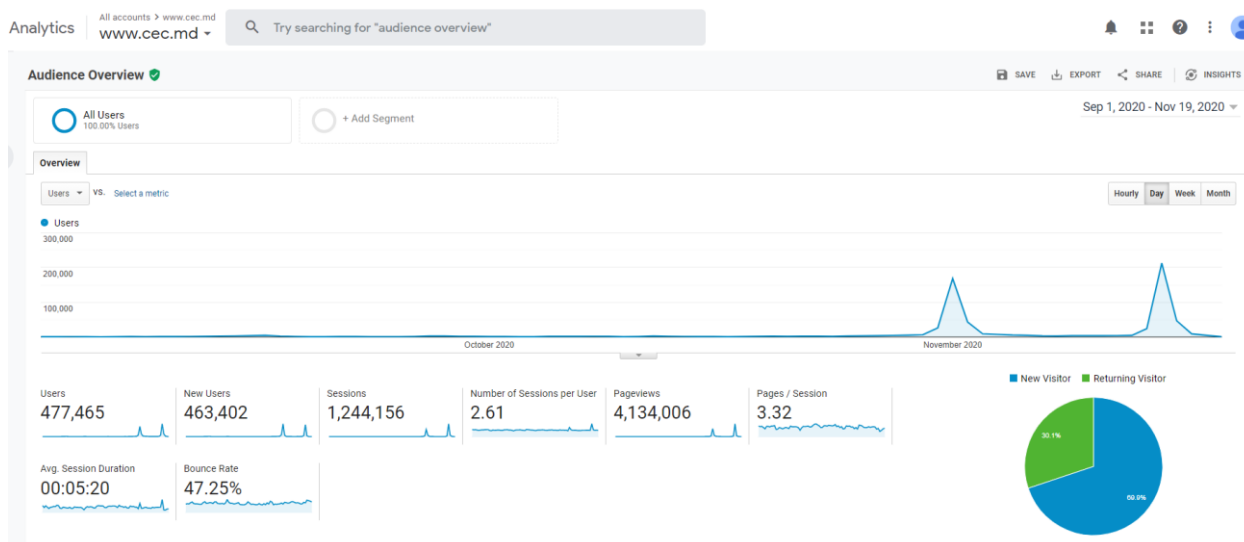 Analytics
All accounts > www.cec.md
www.cec.md
Try searching for "audience overview"
Audience Overview
SAVE
EXPORT
SHARE
INSIGHTS
All Users
100.00% Users
+ Add Segment
Sep 1, 2020 - Nov 19, 2020
Overview
Users
VS.
Select a metric
Hourly
Day
Week
Month
Users
300,000
200,000
100,000
October 2020
November 2020
Users
477,465
New Users
463,402
Sessions
1,244,156
Number of Sessions per User
2.61
Pageviews
4,134,006
Pages / Session
3.32
Avg. Session Duration
00:05:20
Bounce Rate
47.25%
New Visitor
Returning Visitor
30.1%
69.9%